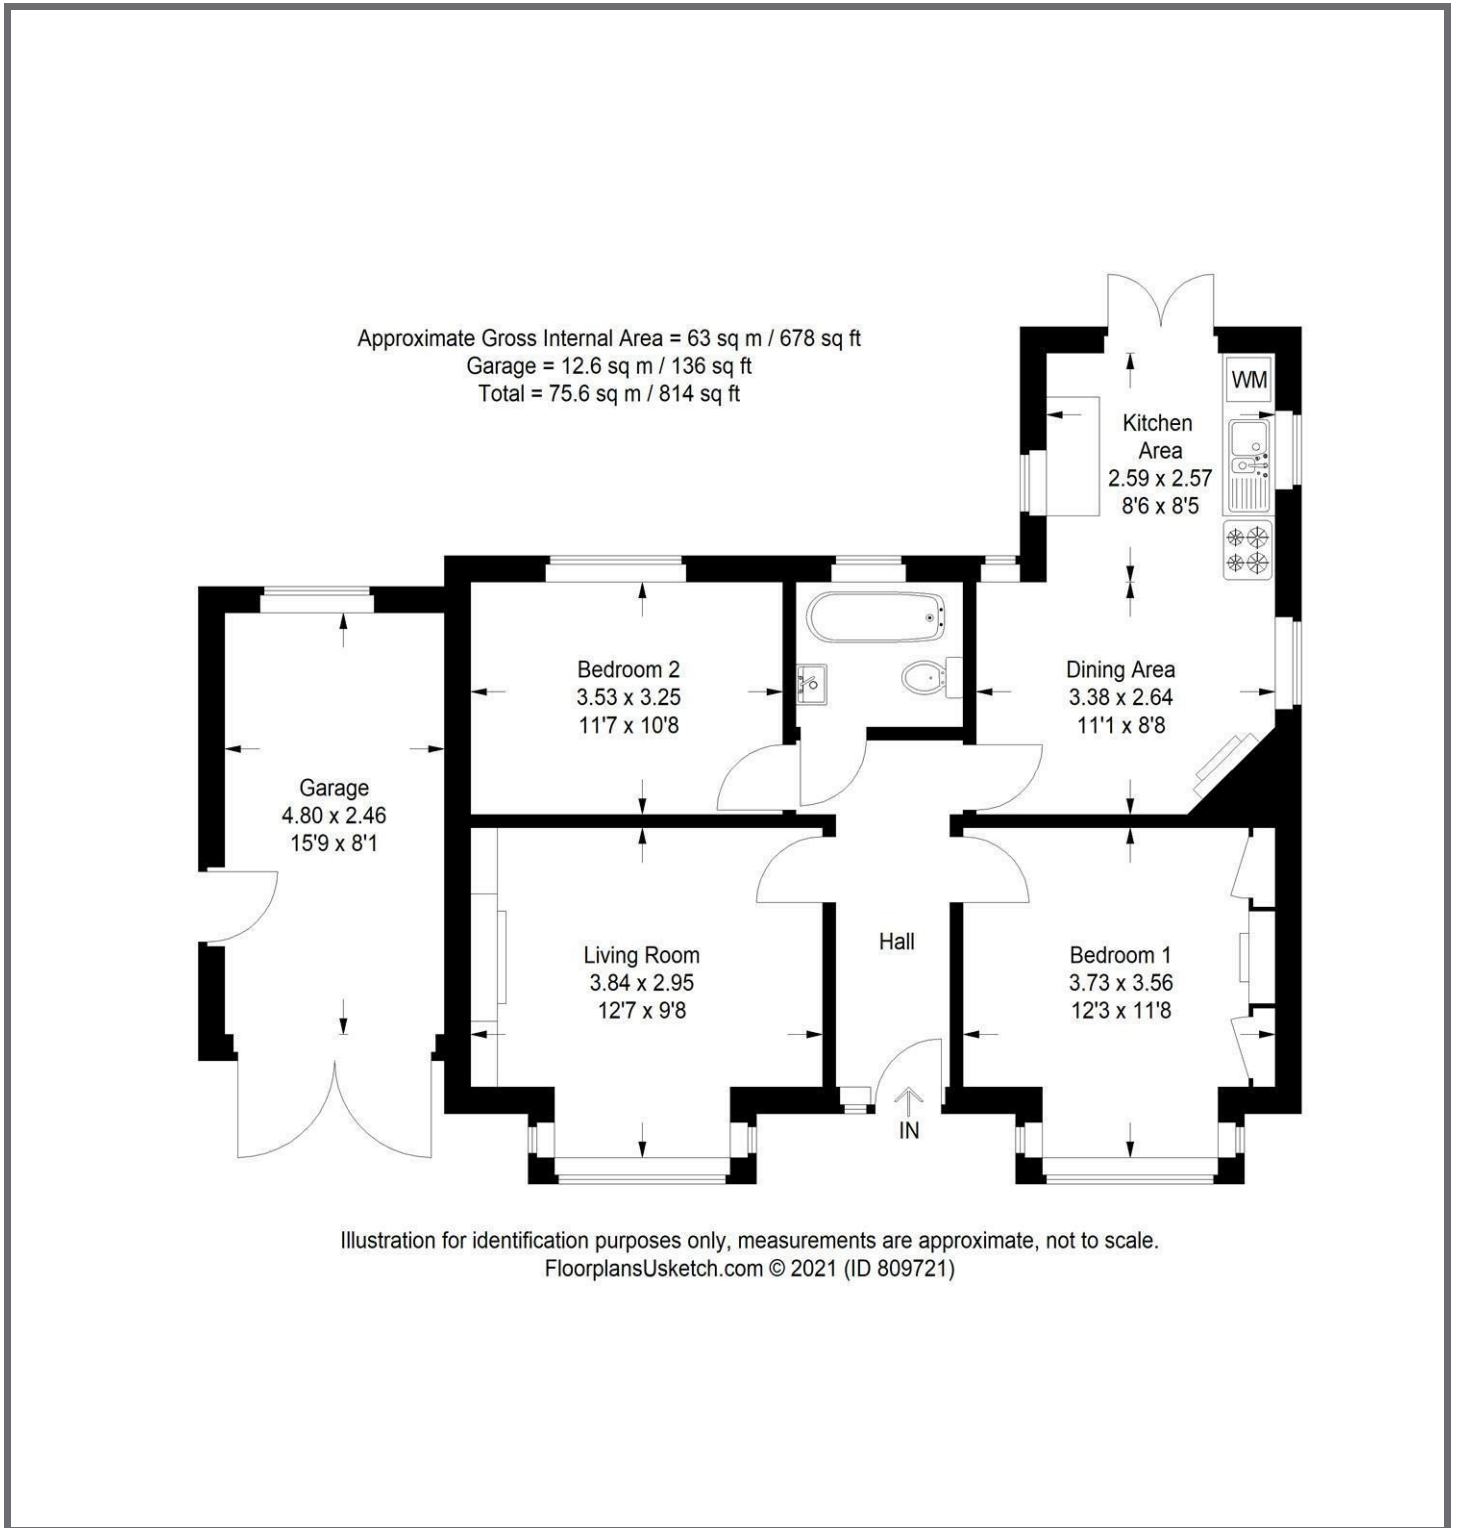 Approximate Gross Internal Area = 63 sq m / 678 sq ft
Garage = 12.6 sq m / 136 sq ft
Total = 75.6 sq m / 814 sq ft
WM
Kitchen
Area
2.59 x 2.57
8'6 x 8'5
Bedroom 2
3.53 x 3.25
11'7 x 10'8
Dining Area
3.38 x 2.64
11'1 x 8'8
Garage
4.80 x 2.46
15'9 x 8'1
Living Room
3.84 x 2.95
12'7 x 9'8
Hall
Bedroom 1
3.73 x 3.56
12'3 x 11'8
IN
Illustration for identification purposes only, measurements are approximate, not to scale.
FloorplansUsketch.com © 2021 (ID 809721)